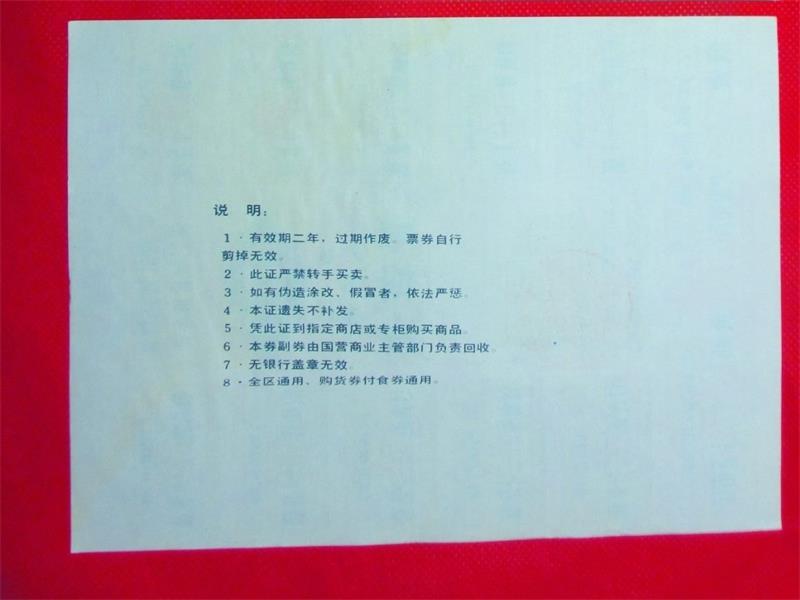 说 明：
1·有效期二年，过期作废。票券自行
剪掉无效。
2·此证严禁转手买卖。
3·如有伪造涂改、假冒者，依法严惩。
4·本证遗失不补发。
5·凭此证到指定商店或专柜购买商品。
6·本券副券由国营商业主管部门负责回收。
7·无银行盖章无效。
8·全区通用、购货券付食券通用。